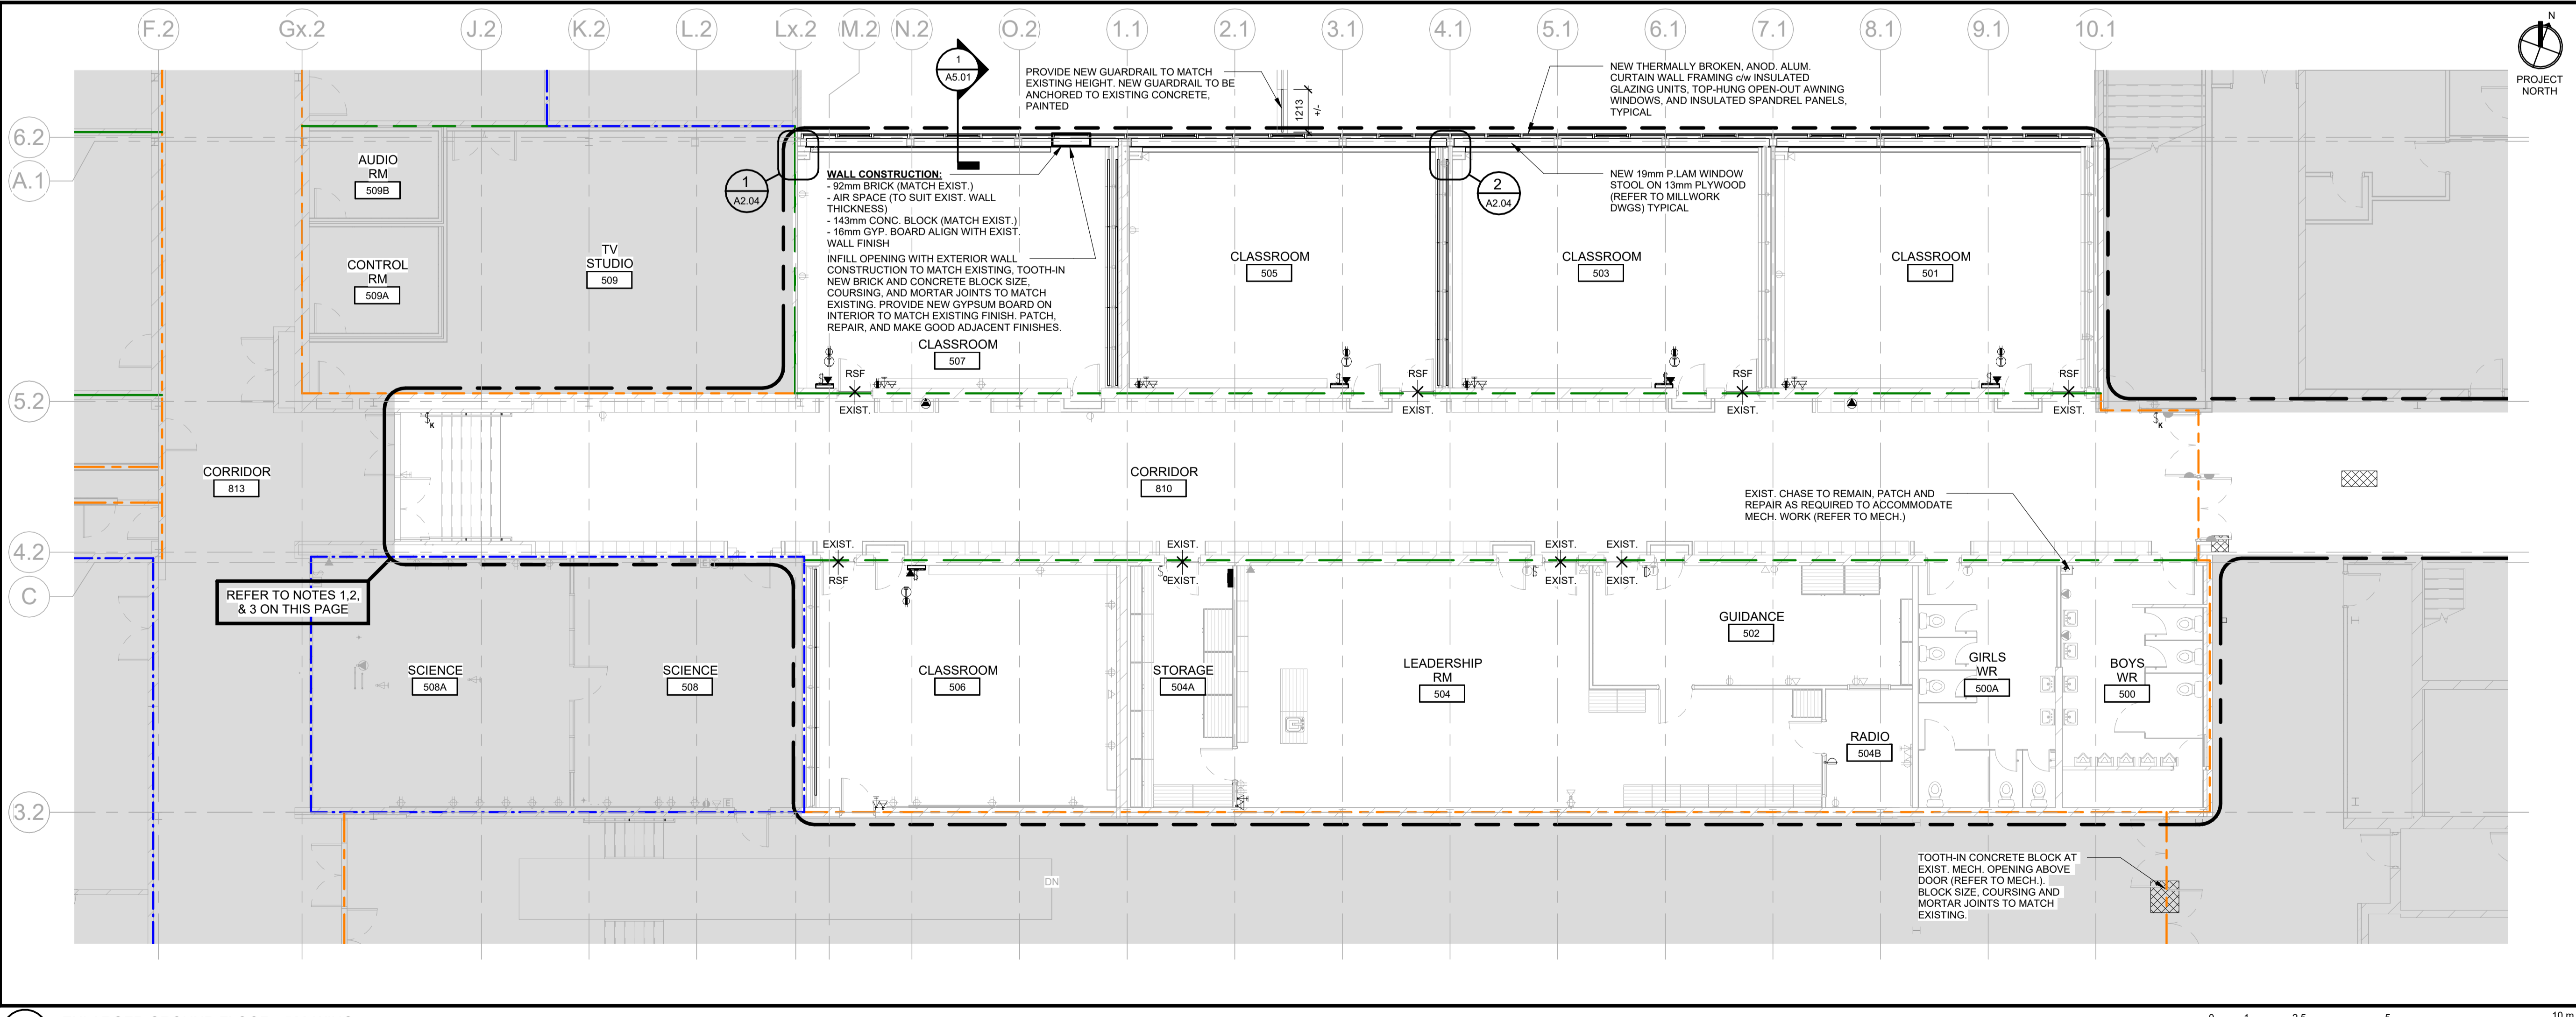 F.2 Gx.2 J.2 K.2 L.2 Lx.2 M.2 N.2 O.2 1.1 2.1 3.1 4.1 5.1 6.1 7.1 8.1 9.1 10.1
N
PROJECT
NORTH
1
A5.01
PROVIDE NEW GUARDRAIL TO MATCH
EXISTING HEIGHT. NEW GUARDRAIL TO BE
ANCHORED TO EXISTING CONCRETE,
PAINTED
1213
+/-
NEW THERMALLY BROKEN, ANOD. ALUM.
CURTAIN WALL FRAMING c/w INSULATED
GLAZING UNITS, TOP-HUNG OPEN-OUT AWNING
WINDOWS, AND INSULATED SPANDREL PANELS,
TYPICAL
6.2
A.1
5.2
4.2
C
3.2
AUDIO
RM
509B
CONTROL
RM
509A
TV
STUDIO
509
1
A2.04
WALL CONSTRUCTION:
- 92mm BRICK (MATCH EXIST.)
- AIR SPACE (TO SUIT EXIST. WALL
THICKNESS)
- 143mm CONC. BLOCK (MATCH EXIST.)
- 16mm GYP. BOARD ALIGN WITH EXIST.
WALL FINISH
INFILL OPENING WITH EXTERIOR WALL
CONSTRUCTION TO MATCH EXISTING, TOOTH-IN
NEW BRICK AND CONCRETE BLOCK SIZE,
COURSING, AND MORTAR JOINTS TO MATCH
EXISTING. PROVIDE NEW GYPSUM BOARD ON
INTERIOR TO MATCH EXISTING FINISH. PATCH,
REPAIR, AND MAKE GOOD ADJACENT FINISHES.
CLASSROOM
507
CLASSROOM
505
2
A2.04
NEW 19mm P.LAM WINDOW
STOOL ON 13mm PLYWOOD
(REFER TO MILLWORK
DWGS) TYPICAL
CLASSROOM
503
CLASSROOM
501
RSF
EXIST.
RSF
EXIST.
RSF
EXIST.
RSF
EXIST.
K
K
CORRIDOR
813
CORRIDOR
810
EXIST. CHASE TO REMAIN, PATCH AND
REPAIR AS REQUIRED TO ACCOMMODATE
MECH. WORK (REFER TO MECH.)
EXIST.
RSF
EXIST.
EXIST.
EXIST.
EXIST.
EXIST.
EXIST.
REFER TO NOTES 1,2,
& 3 ON THIS PAGE
SCIENCE
508A
SCIENCE
508
CLASSROOM
506
STORAGE
504A
LEADERSHIP
RM
504
GUIDANCE
502
RADIO
504B
GIRLS
WR
500A
BOYS
WR
500
DN
TOOTH-IN CONCRETE BLOCK AT
EXIST. MECH. OPENING ABOVE
DOOR (REFER TO MECH.).
BLOCK SIZE, COURSING AND
MORTAR JOINTS TO MATCH
EXISTING.
0 1 2.5 5 10 m